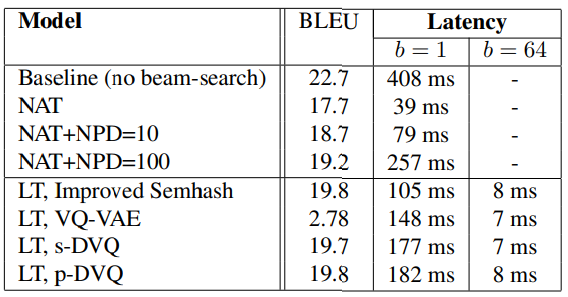 Model BLEU Latency
b = 1 b = 64
Baseline (no beam-search) 22.7 408 ms -
NAT 17.7 39 ms -
NAT+NPD=10 18.7 79 ms -
NAT+NPD=100 19.2 257 ms -
LT, Improved Semhash 19.8 105 ms 8 ms
LT, VQ-VAE 2.78 148 ms 7 ms
LT, s-DVQ 19.7 177 ms 7 ms
LT, p-DVQ 19.8 182 ms 8 ms